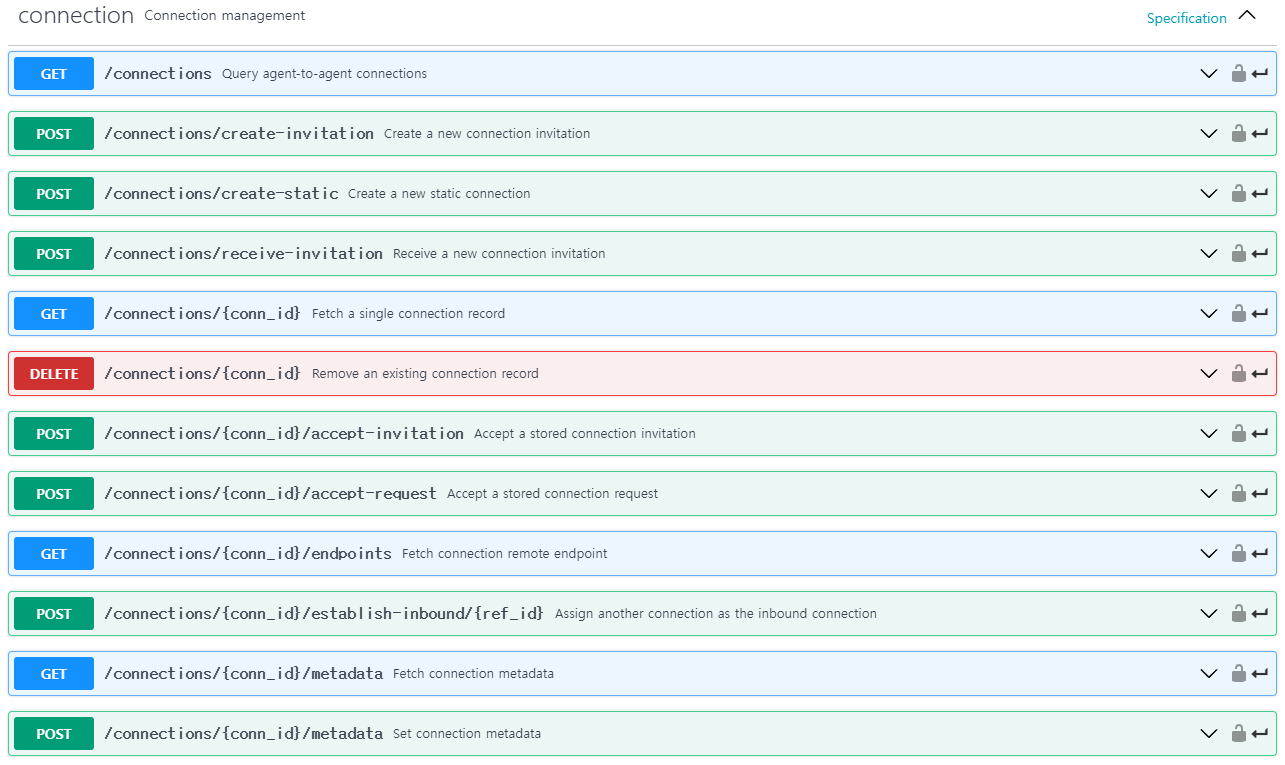 connection Connection management Specification
GET /connections Query agent-to-agent connections
POST /connections/create-invitation Create a new connection invitation
POST /connections/create-static Create a new static connection
POST /connections/receive-invitation Receive a new connection invitation
GET /connections/{conn_id} Fetch a single connection record
DELETE /connections/{conn_id} Remove an existing connection record
POST /connections/{conn_id}/accept-invitation Accept a stored connection invitation
POST /connections/{conn_id}/accept-request Accept a stored connection request
GET /connections/{conn_id}/endpoints Fetch connection remote endpoint
POST /connections/{conn_id}/establish-inbound/{ref_id} Assign another connection as the inbound connection
GET /connections/{conn_id}/metadata Fetch connection metadata
POST /connections/{conn_id}/metadata Set connection metadata